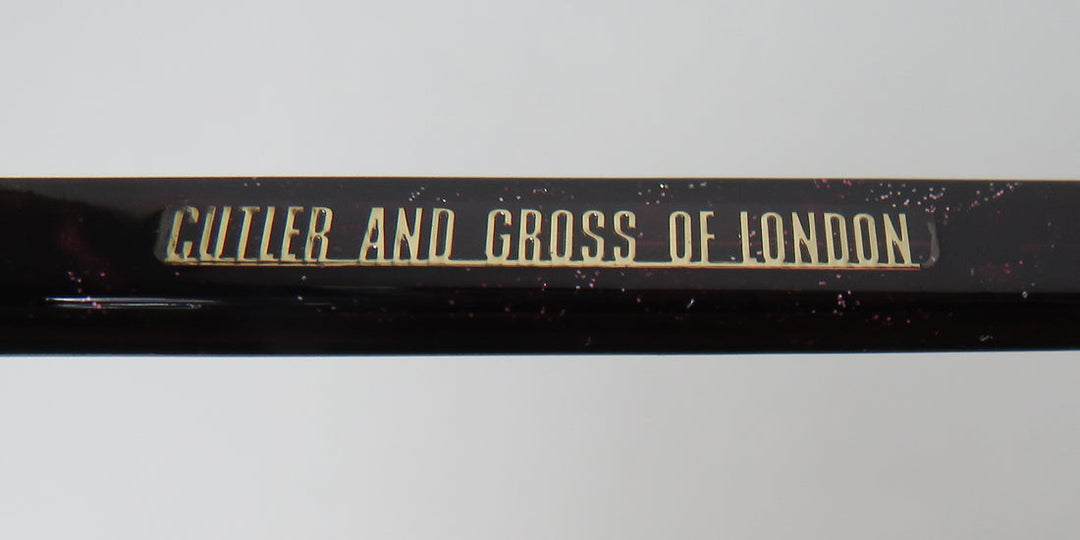 CUTLER AND GROSS OF LONDON